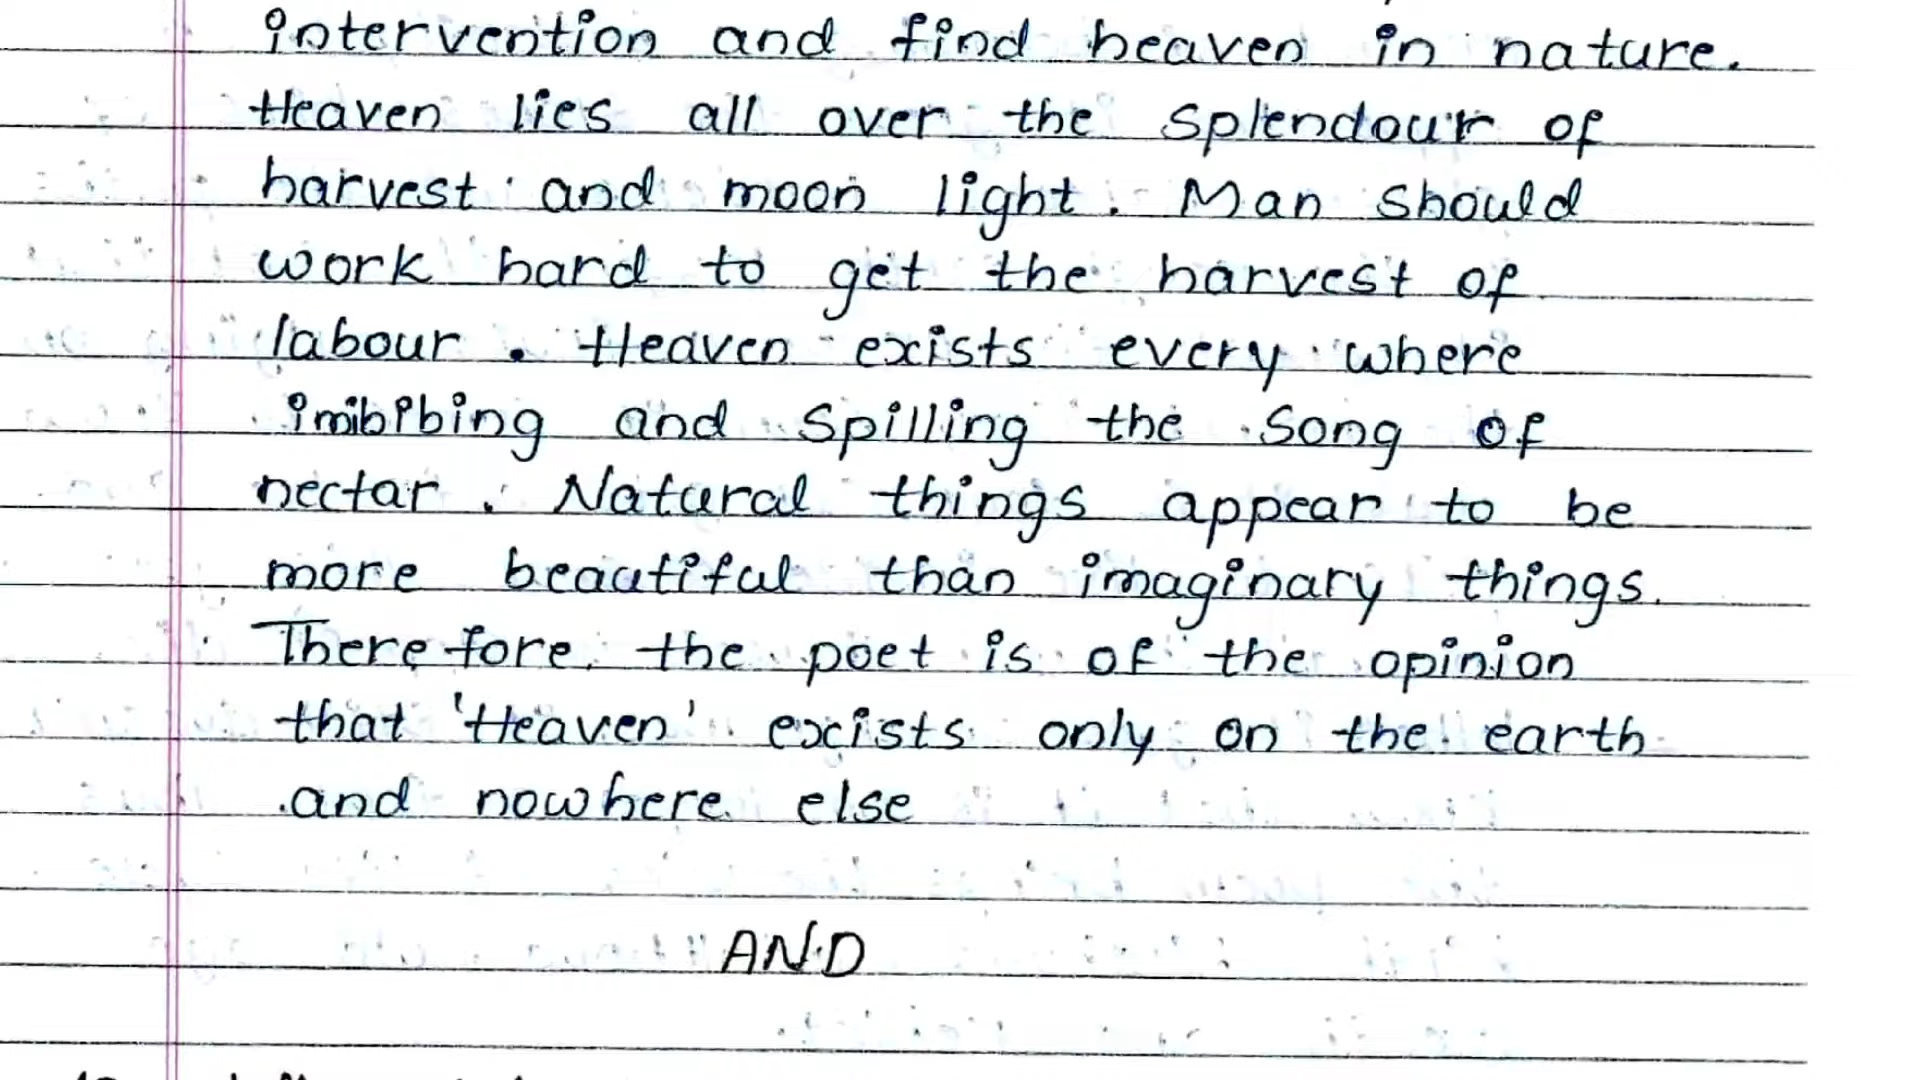 intervention and find heaven in nature.
Heaven lies all over the splendour of
harvest and moon light. Man should
work hard to get the harvest of
labour. Heaven exists every where
imibibing and spilling the song of
nectar. Natural things appear to be
more beautiful than imaginary things.
Therefore, the poet is of the opinion
that 'Heaven' exists only on the earth
and nowhere else
AND